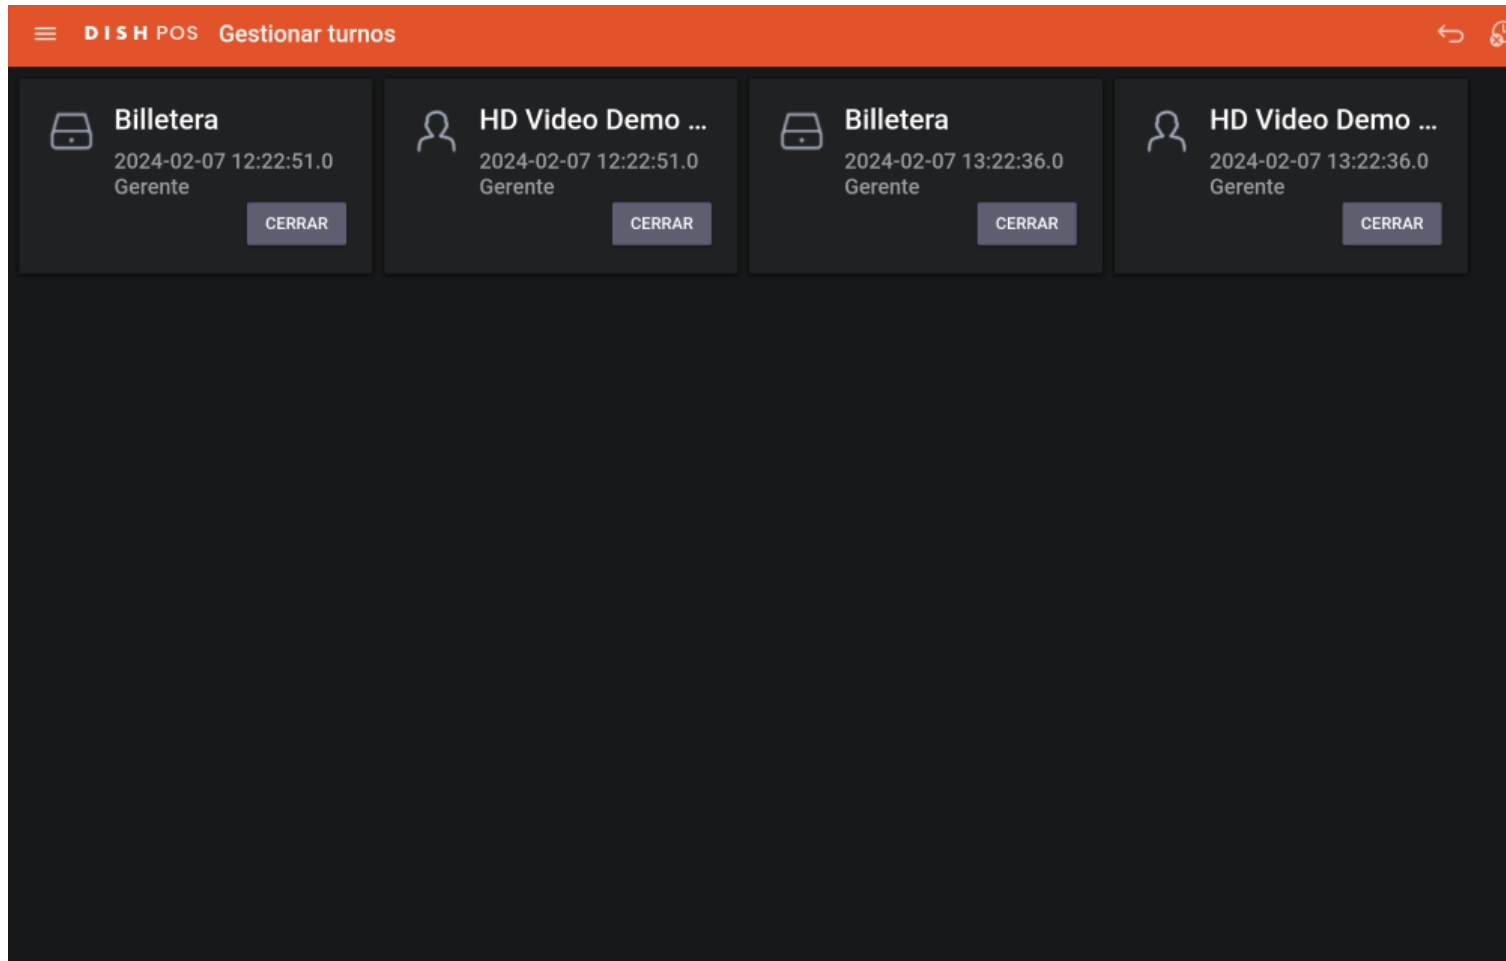 DISH POS Gestionar turnos
Billetera
2024-02-07 12:22:51.0
Gerente
CERRAR
HD Video Demo ...
2024-02-07 12:22:51.0
Gerente
CERRAR
Billetera
2024-02-07 13:22:36.0
Gerente
CERRAR
HD Video Demo ...
2024-02-07 13:22:36.0
Gerente
CERRAR